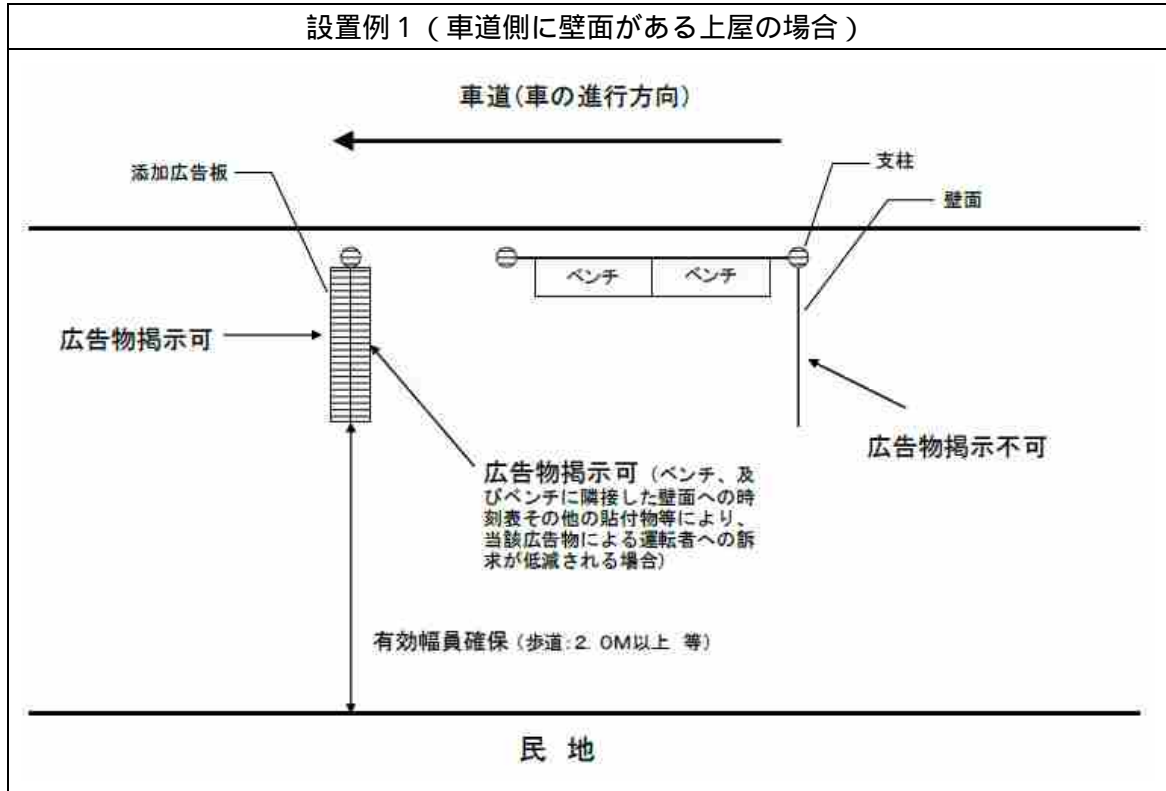 設置例1(車道側に壁面がある上屋の場合)
車道(車の進行方向)
添加広告板
支柱
壁面
ベンチ
ベンチ
広告物掲示可
広告物掲示不可
広告物掲示可(ベンチ、及
びベンチに隣接した壁面への時
刻表その他の貼付物等により、
当該広告物による運転者への訴
求が低減される場合)
有効幅員確保(歩道:2.0M以上 等)
民 地